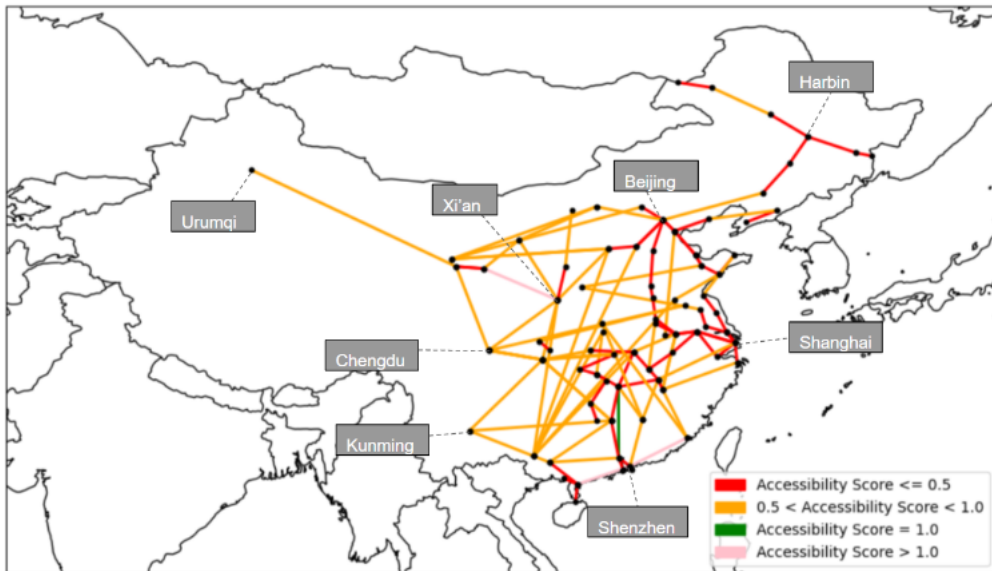 Harbin
Beijing
Xi'an
Urumqi
Shanghai
Chengdu
Kunming
Shenzhen
Accessibility Score <= 0.5
0.5 < Accessibility Score < 1.0
Accessibility Score = 1.0
Accessibility Score > 1.0